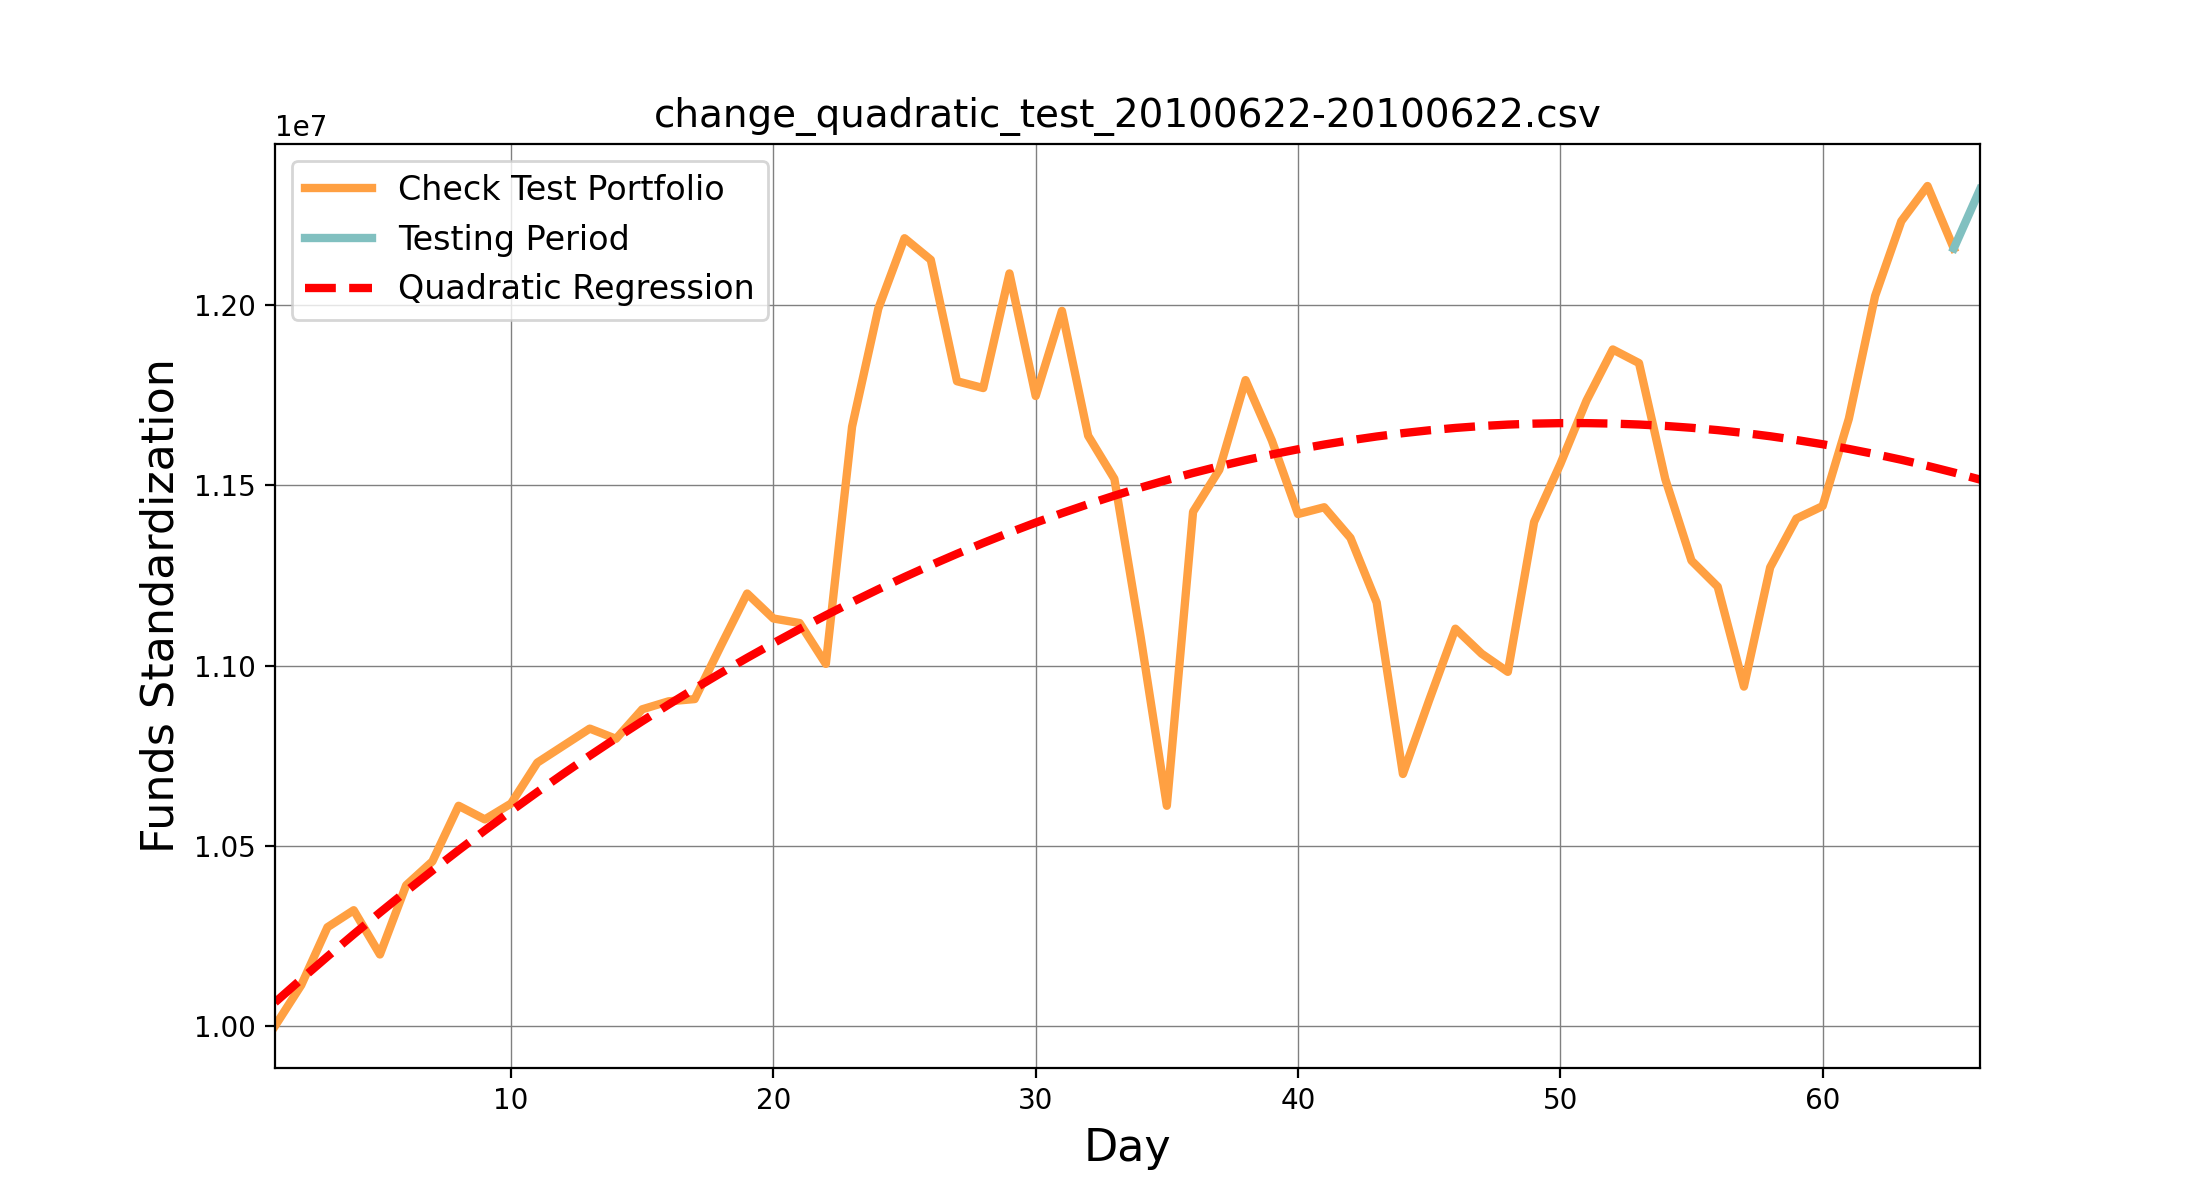 change_quadratic_test_20100622-20100622.csv
1e7
Check Test Portfolio
Testing Period
Quadratic Regression
Funds Standardization
1.20
1.15
1.10
1.05
1.00
10 20 30 40 50 60
Day